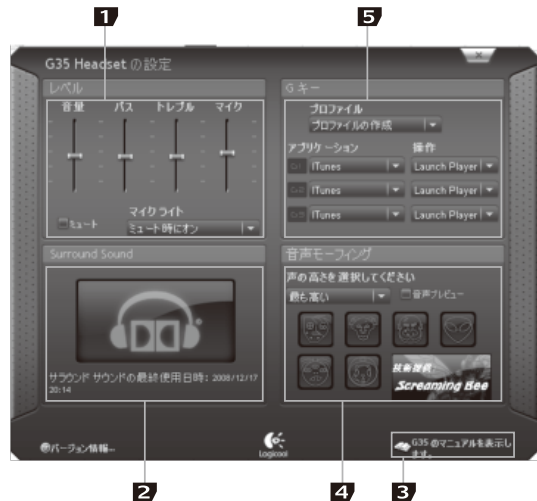 1
5
G35 Headset の設定
レベル
音量 バス トレブル マイク
ミュート
マイク ライト
ミュート時にオン
G キー
プロファイル
プロファイルの作成
アプリケーション 操作
G1 iTunes Launch Player
G2 iTunes Launch Player
G3 iTunes Launch Player
Surround Sound
サラウンド サウンドの最終使用日時: 2008/12/17
20:14
音声モーフィング
声の高さを選択してください
最も高い 音声プレビュー
技術提供:
Screaming Bee
バージョン情報...
Logicool
G35 のマニュアルを表示し
ます。
2
4
3